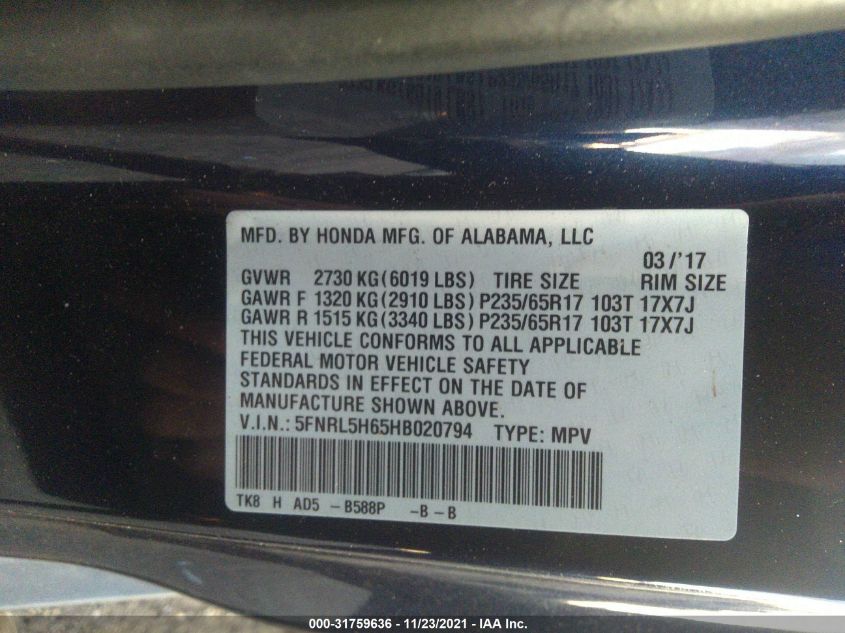 MFD. BY HONDA MFG. OF ALABAMA, LLC
03/'17
GVWR 2730 KG(6019 LBS) TIRE SIZE RIM SIZE
GAWR F 1320 KG(2910 LBS) P235/65R17 103T 17X7J
GAWR R 1515 KG(3340 LBS) P235/65R17 103T 17X7J
THIS VEHICLE CONFORMS TO ALL APPLICABLE
FEDERAL MOTOR VEHICLE SAFETY
STANDARDS IN EFFECT ON THE DATE OF
MANUFACTURE SHOWN ABOVE.
V.I.N.: 5FNRL5H65HB020794 TYPE: MPV
TK8 H AD5 -B588P -B-B
000-31759636 - 11/23/2021 - IAA Inc.